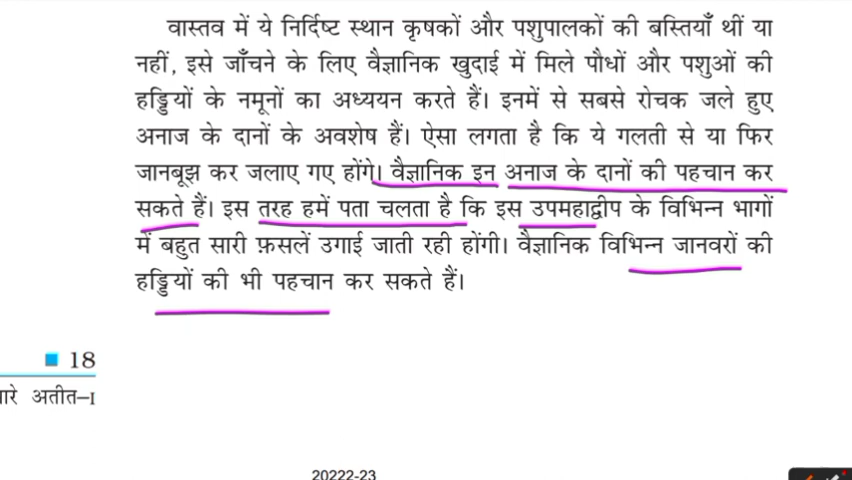 वास्तव में ये निर्दिष्ट स्थान कृषकों और पशुपालकों की बस्तियाँ थीं या
नहीं, इसे जाँचने के लिए वैज्ञानिक खुदाई में मिले पौधों और पशुओं की
हड्डियों के नमूनों का अध्ययन करते हैं। इनमें से सबसे रोचक जले हुए
अनाज के दानों के अवशेष हैं। ऐसा लगता है कि ये गलती से या फिर
जानबूझ कर जलाए गए होंगे। वैज्ञानिक इन अनाज के दानों की पहचान कर
सकते हैं। इस तरह हमें पता चलता है कि इस उपमहाद्वीप के विभिन्न भागों
में बहुत सारी फ़सलें उगाई जाती रही होंगी। वैज्ञानिक विभिन्न जानवरों की
हड्डियों की भी पहचान कर सकते हैं।
18
ारे अतीत–I
20222-23